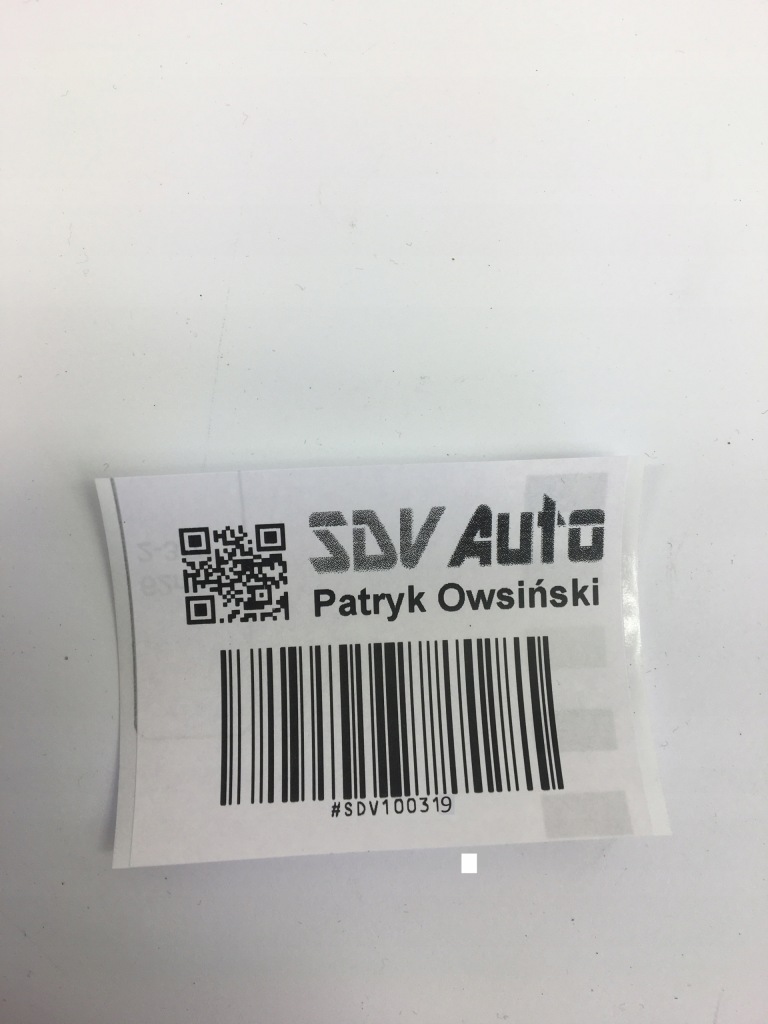 SDV Auto
Patryk Owsiński
#SDV100319